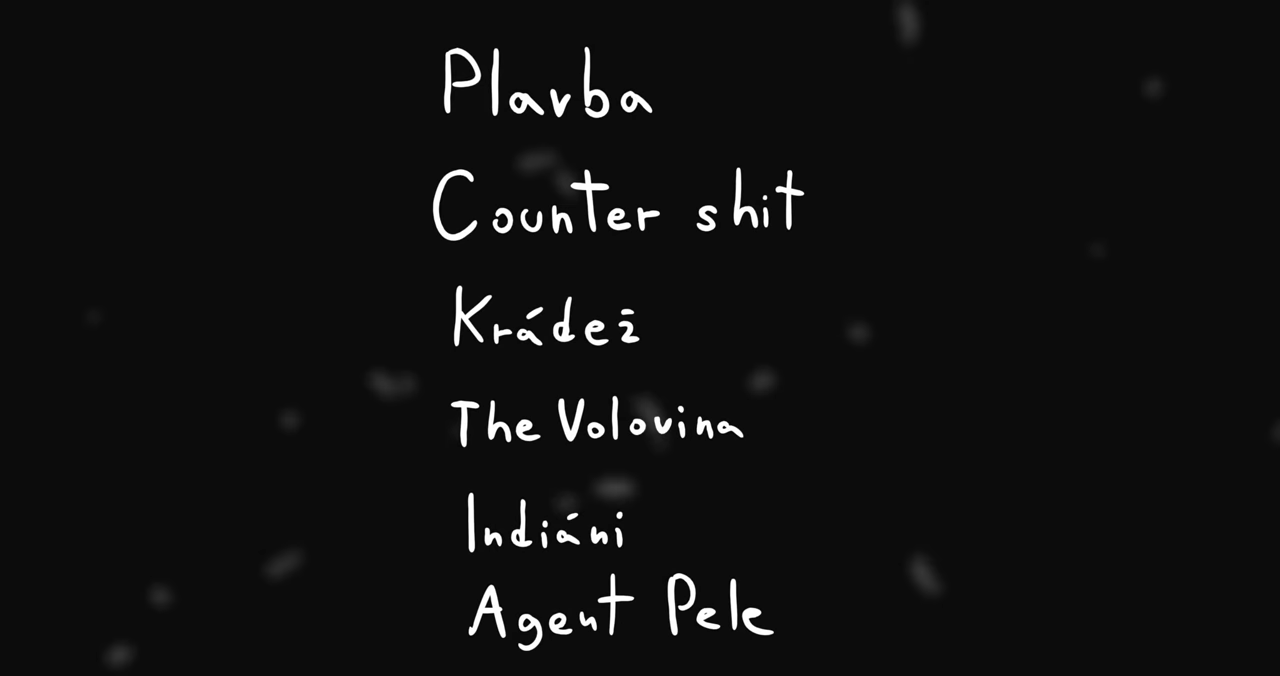 Plavba
Counter shit
Krádež
The Volovina
Indiáni
Agent Pele